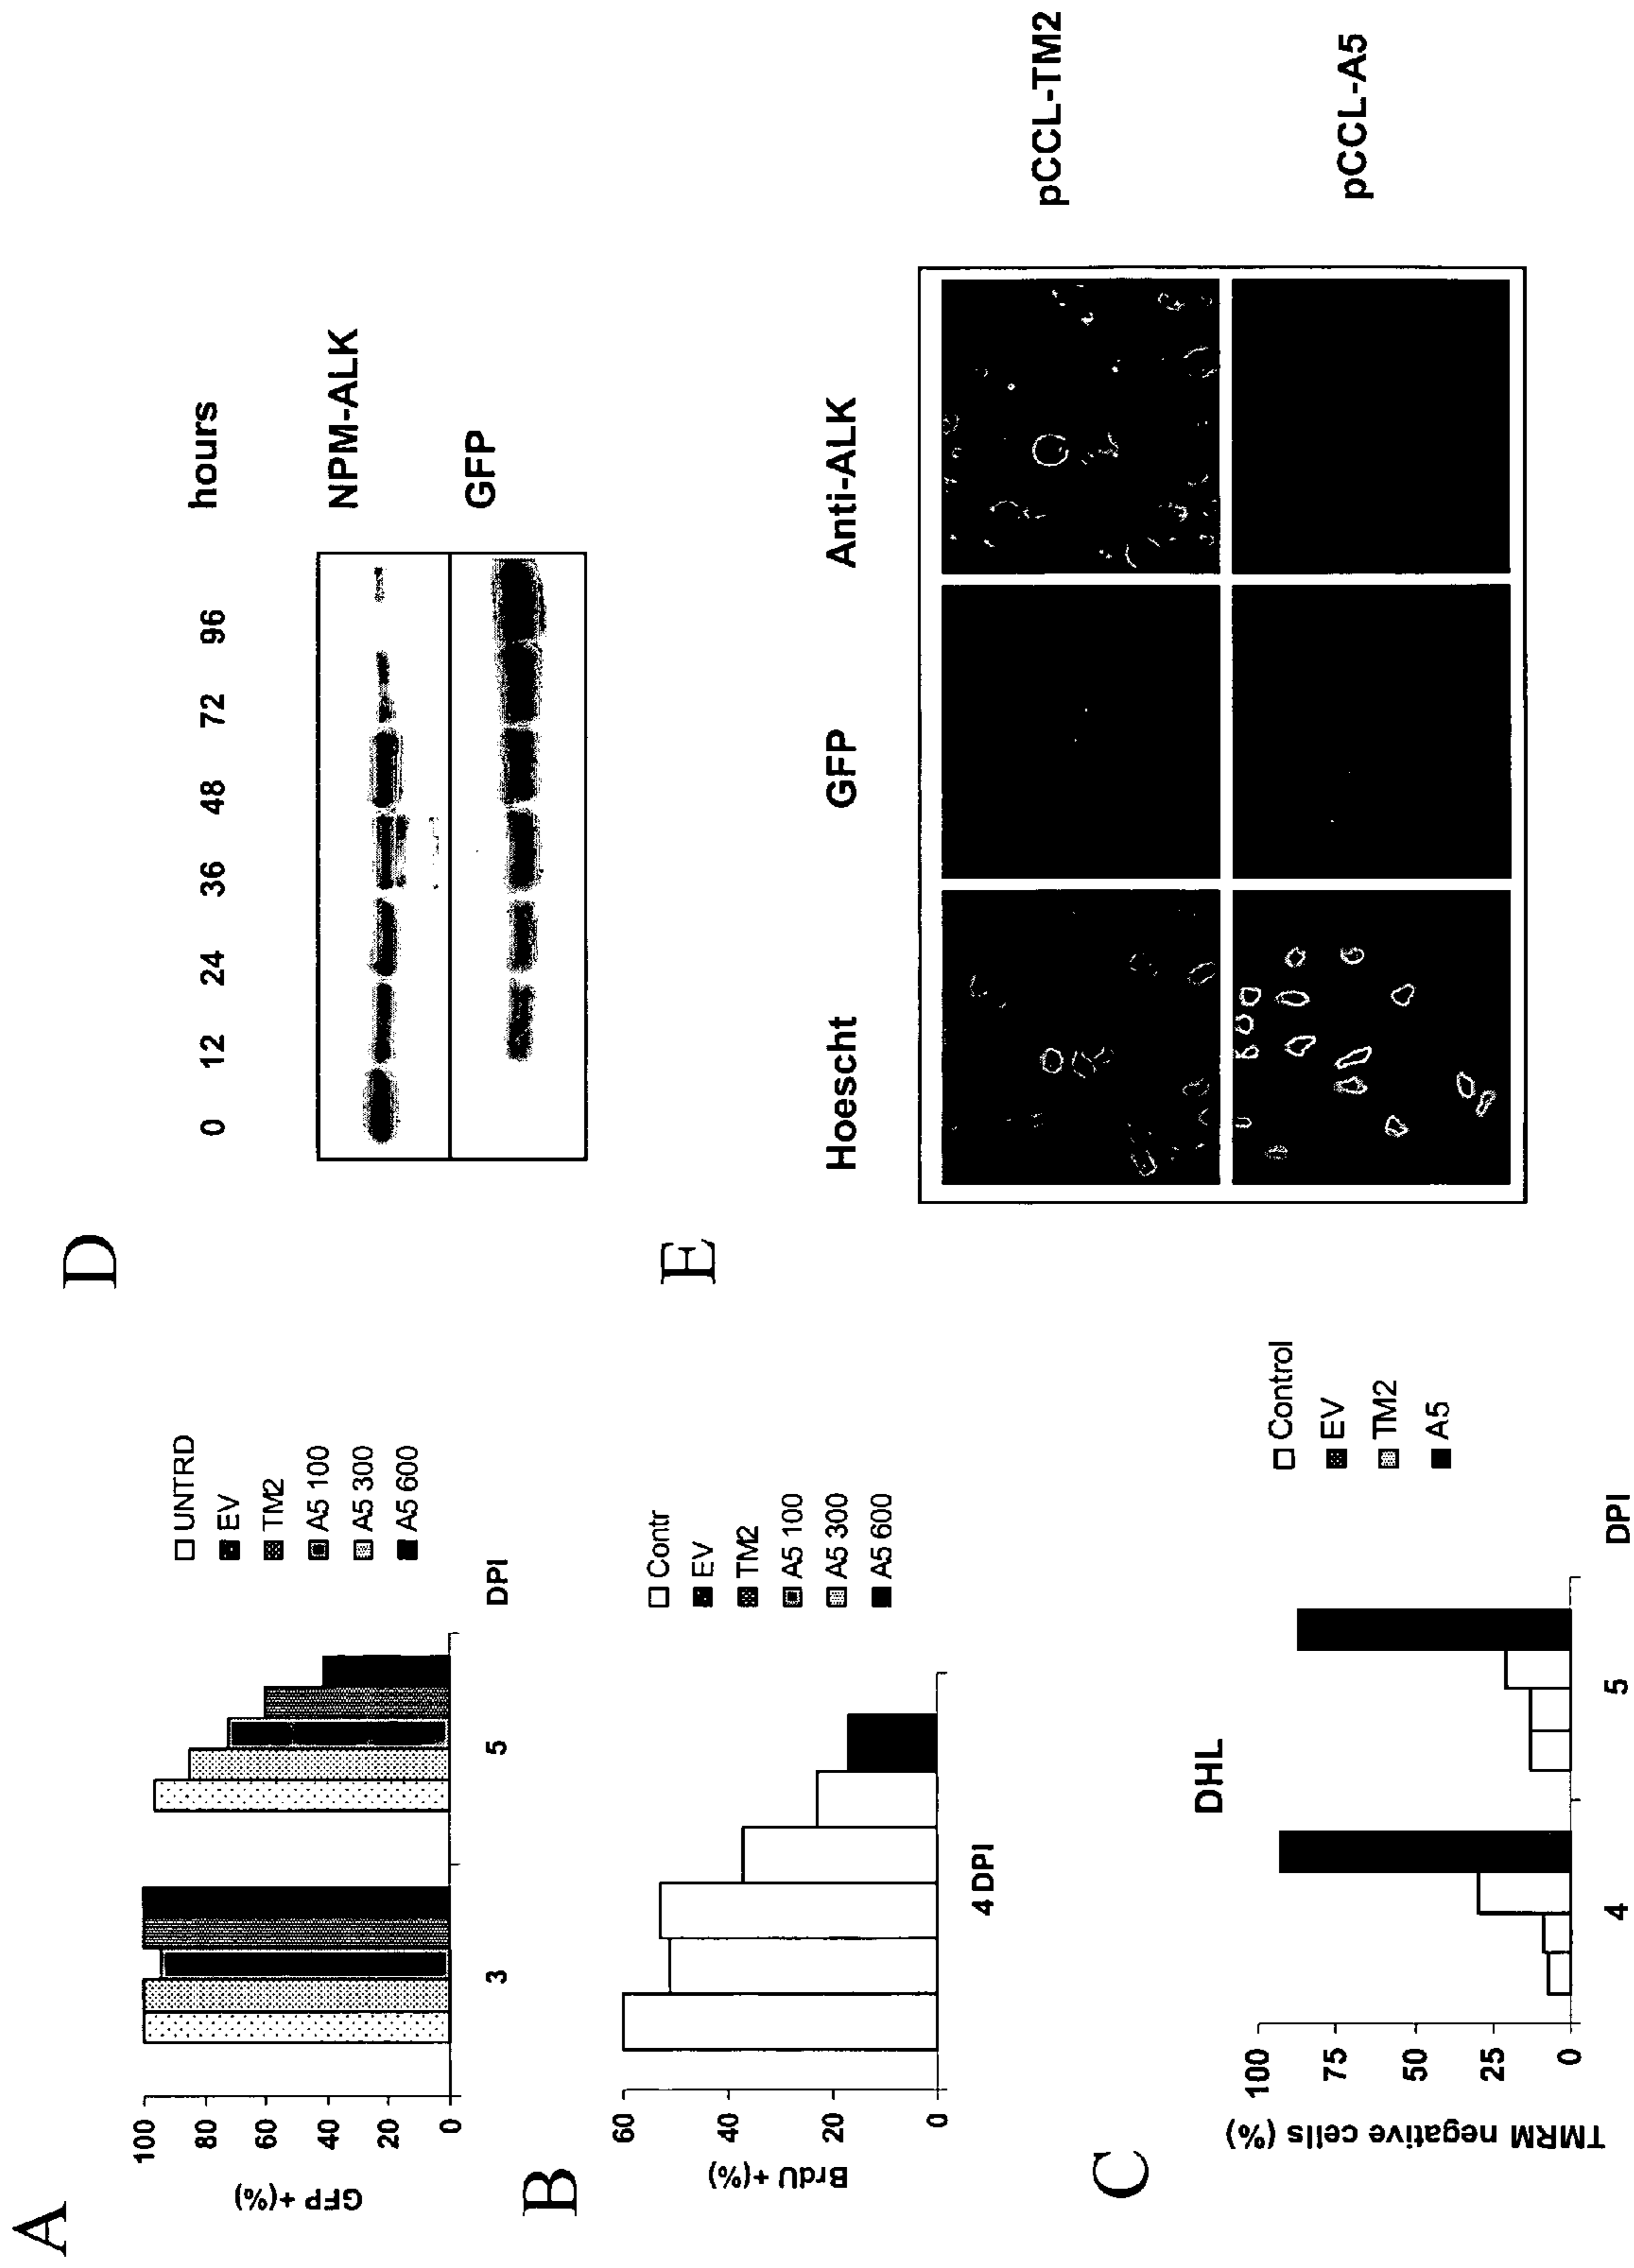 A
GFP +(%)
100
80
60
40
20
0
3
5
DPI
UNTRD
EV
TM2
A5 100
A5 300
A5 600
B
BrdU +(%)
60
40
20
0
4 DPI
Contr
EV
TM2
A5 100
A5 300
A5 600
C
DHL
TMRM negative cells (%)
100
75
50
25
0
4
5
DPI
Control
EV
TM2
A5
D
0 12 24 36 48 72 96 hours
NPM-ALK
GFP
E
Hoescht GFP Anti-ALK
pCCL-TM2
pCCL-A5